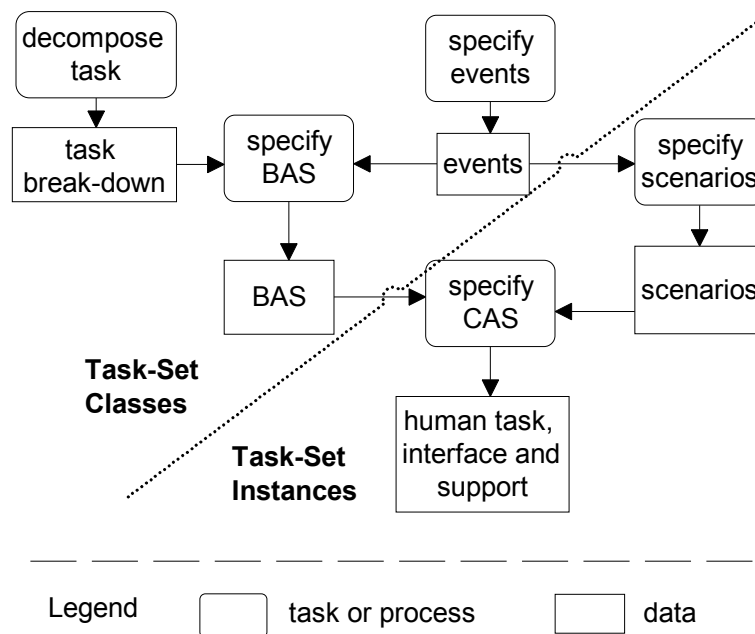 decompose
task
specify
events
task
break-down
specify
BAS
events
specify
scenarios
BAS
specify
CAS
scenarios
Task-Set
Classes
Task-Set
Instances
human task,
interface and
support
Legend
task or process
data